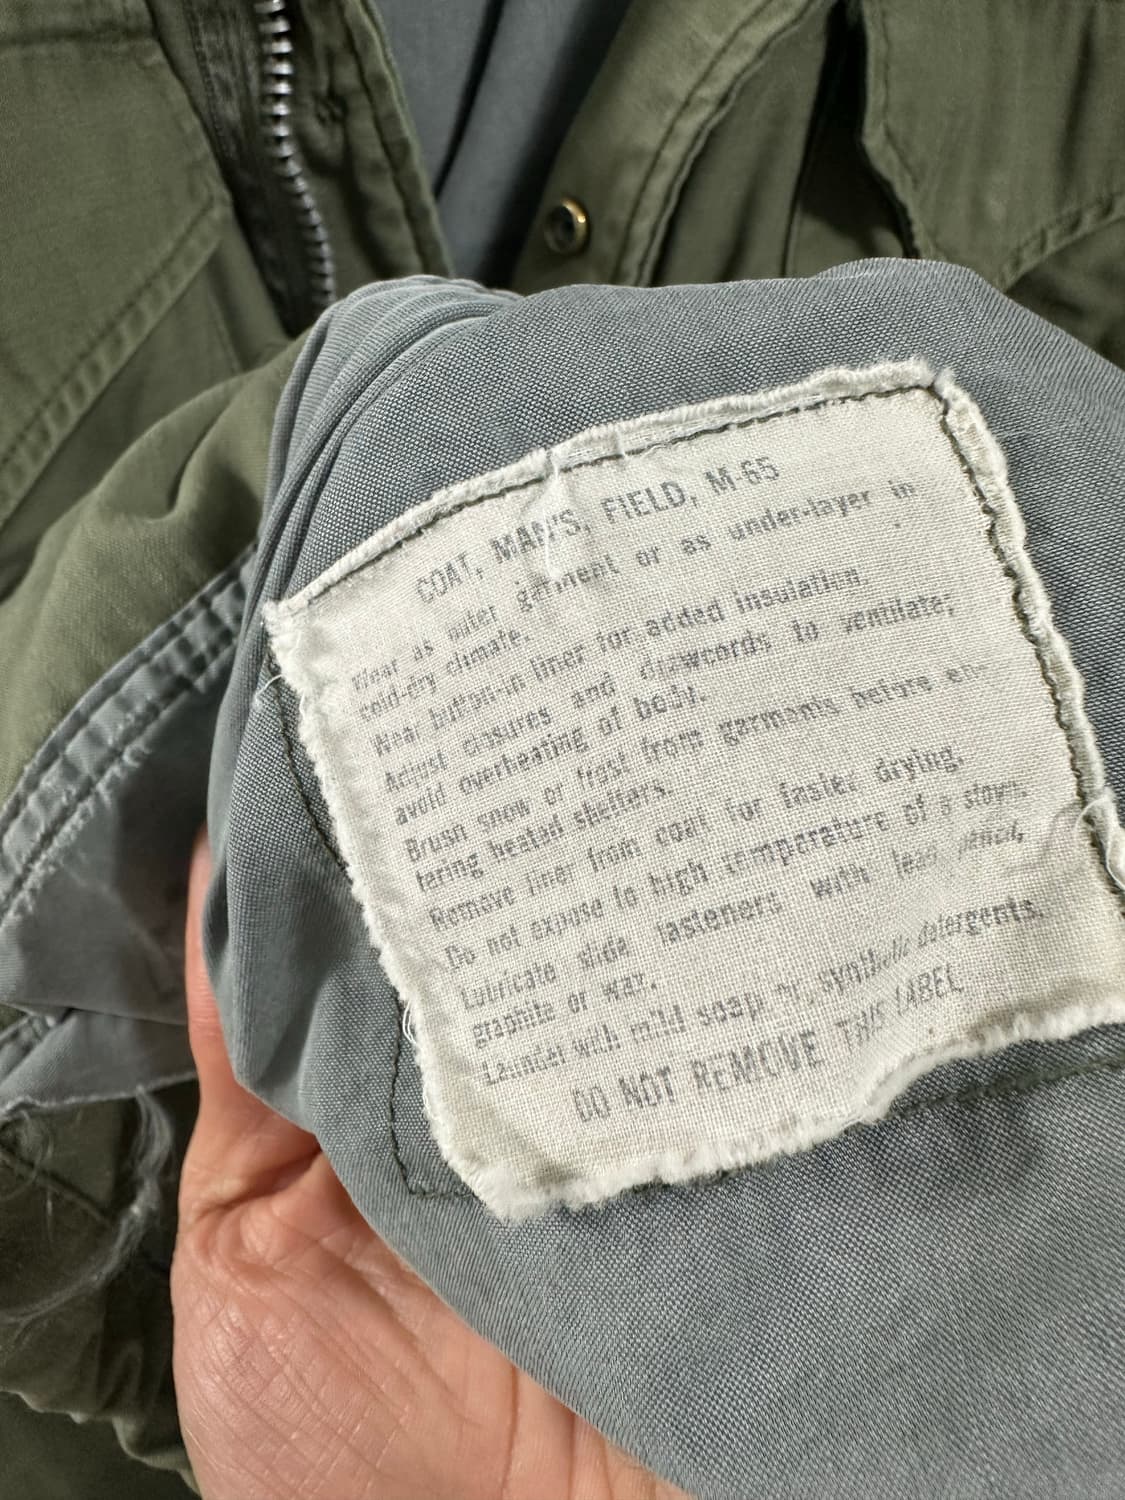 COAT, MAN'S, FIELD, M-65
Wear as outer garment or as under-layer in
cold-dry climate.
Wear button-in liner for added insulation.
Adjust closures and drawcords to ventilate;
avoid overheating of body.
Brush snow or frost from garments before en-
tering heated shelters.
Remove liner from coat for faster drying.
Do not expose to high temperature of a stove.
Lubricate slide fasteners with lead pencil,
graphite or wax.
Launder with mild soap or synthetic detergents.
DO NOT REMOVE THIS LABEL